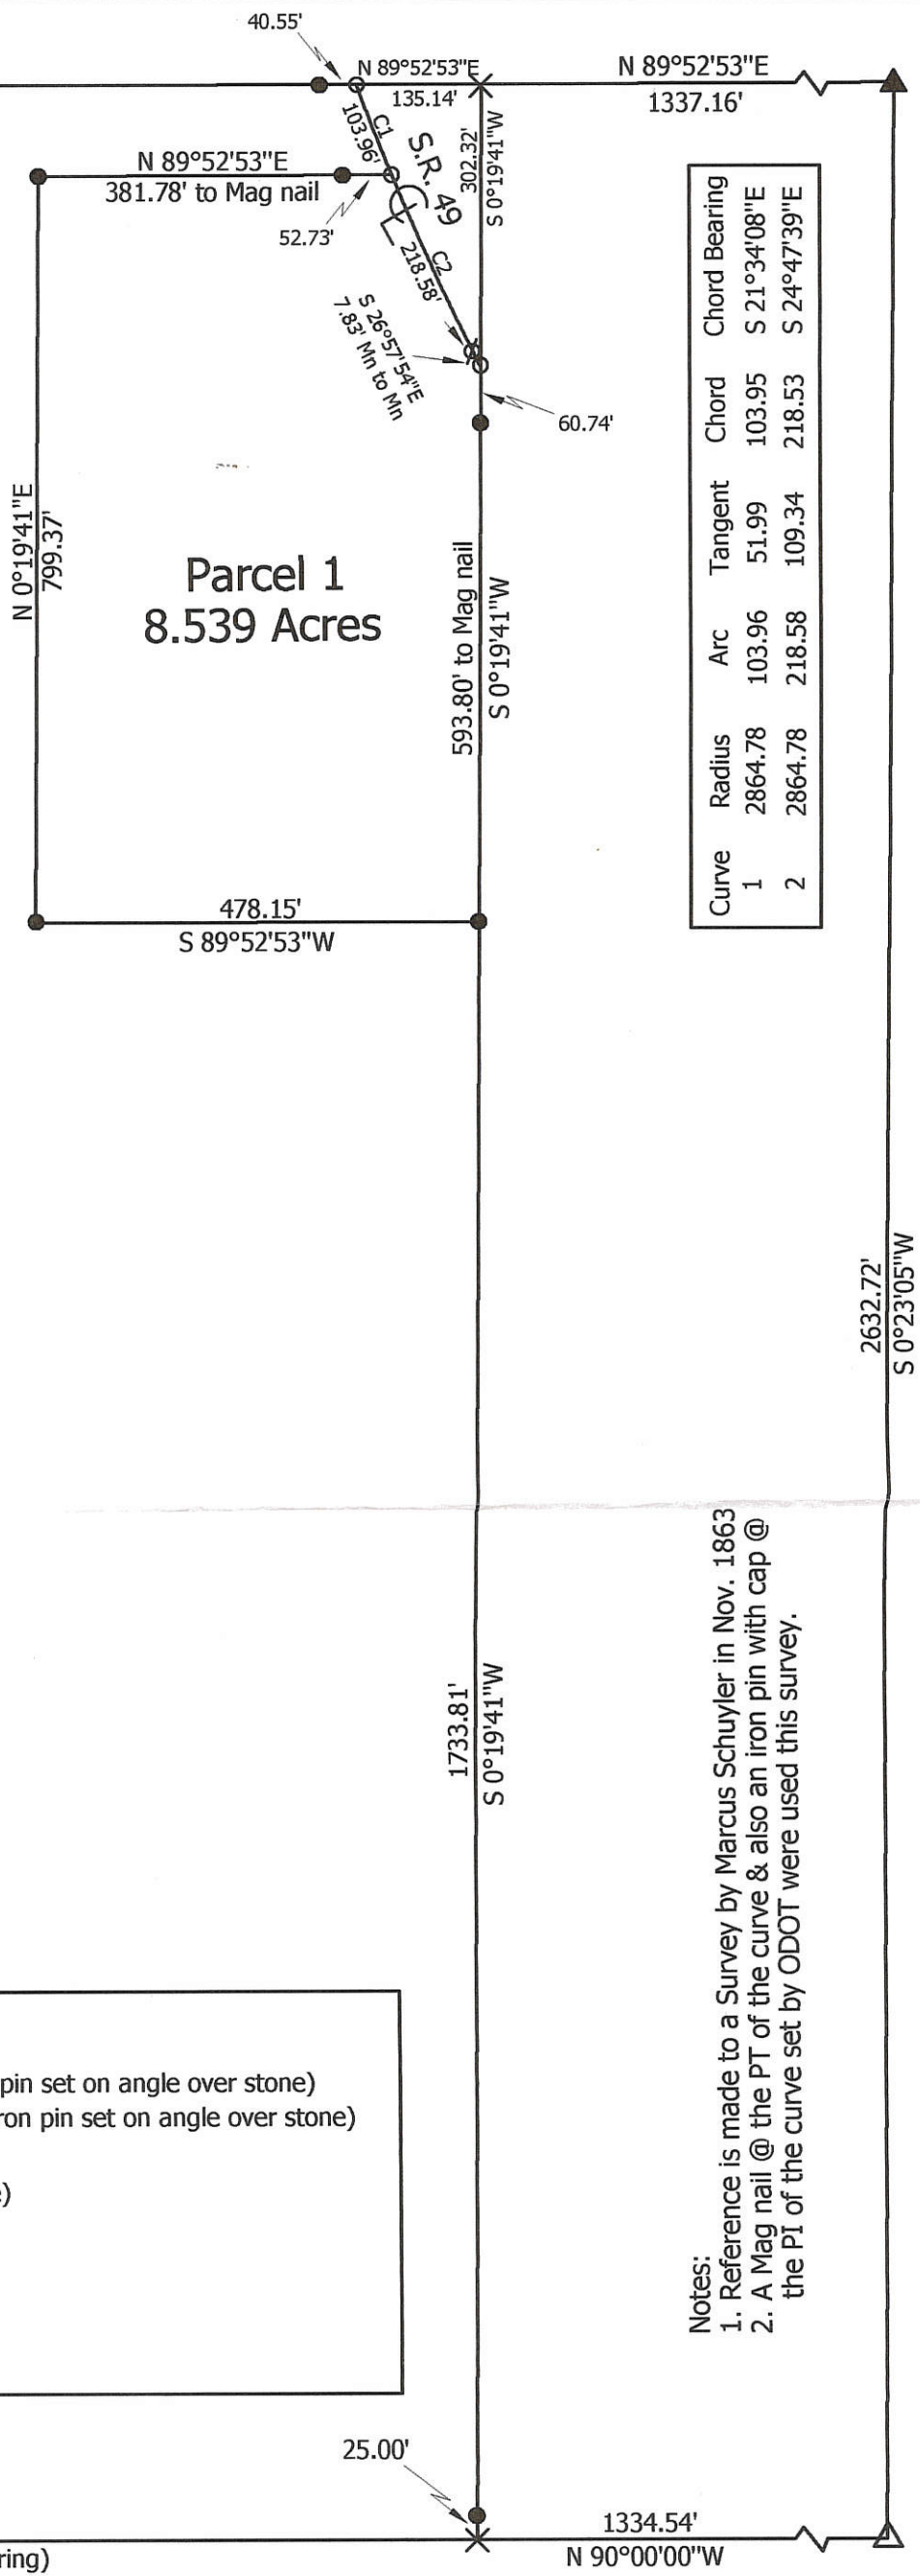 40.55'
N 89°52'53"E
135.14'
N 89°52'53"E
1337.16'
C1
103.96'
S.R. 49
302.32'
S 0°19'41"W
N 89°52'53"E
381.78' to Mag nail
52.73'
C2
218.58'
S 26°57'54"E
7.83' Mn to Mn
60.74'
N 0°19'41"E
799.37'
Parcel 1
8.539 Acres
593.80' to Mag nail
S 0°19'41"W
Curve Radius Arc Tangent Chord Chord Bearing
1 2864.78 103.96 51.99 103.95 S 21°34'08"E
2 2864.78 218.58 109.34 218.53 S 24°47'39"E
478.15'
S 89°52'53"W
2632.72'
S 0°23'05"W
1733.81'
S 0°19'41"W
Notes:
1. Reference is made to a Survey by Marcus Schuyler in Nov. 1863
2. A Mag nail @ the PT of the curve & also an iron pin with cap @
the PI of the curve set by ODOT were used this survey.
pin set on angle over stone)
ron pin set on angle over stone)
25.00'
1334.54'
N 90°00'00"W
ring)